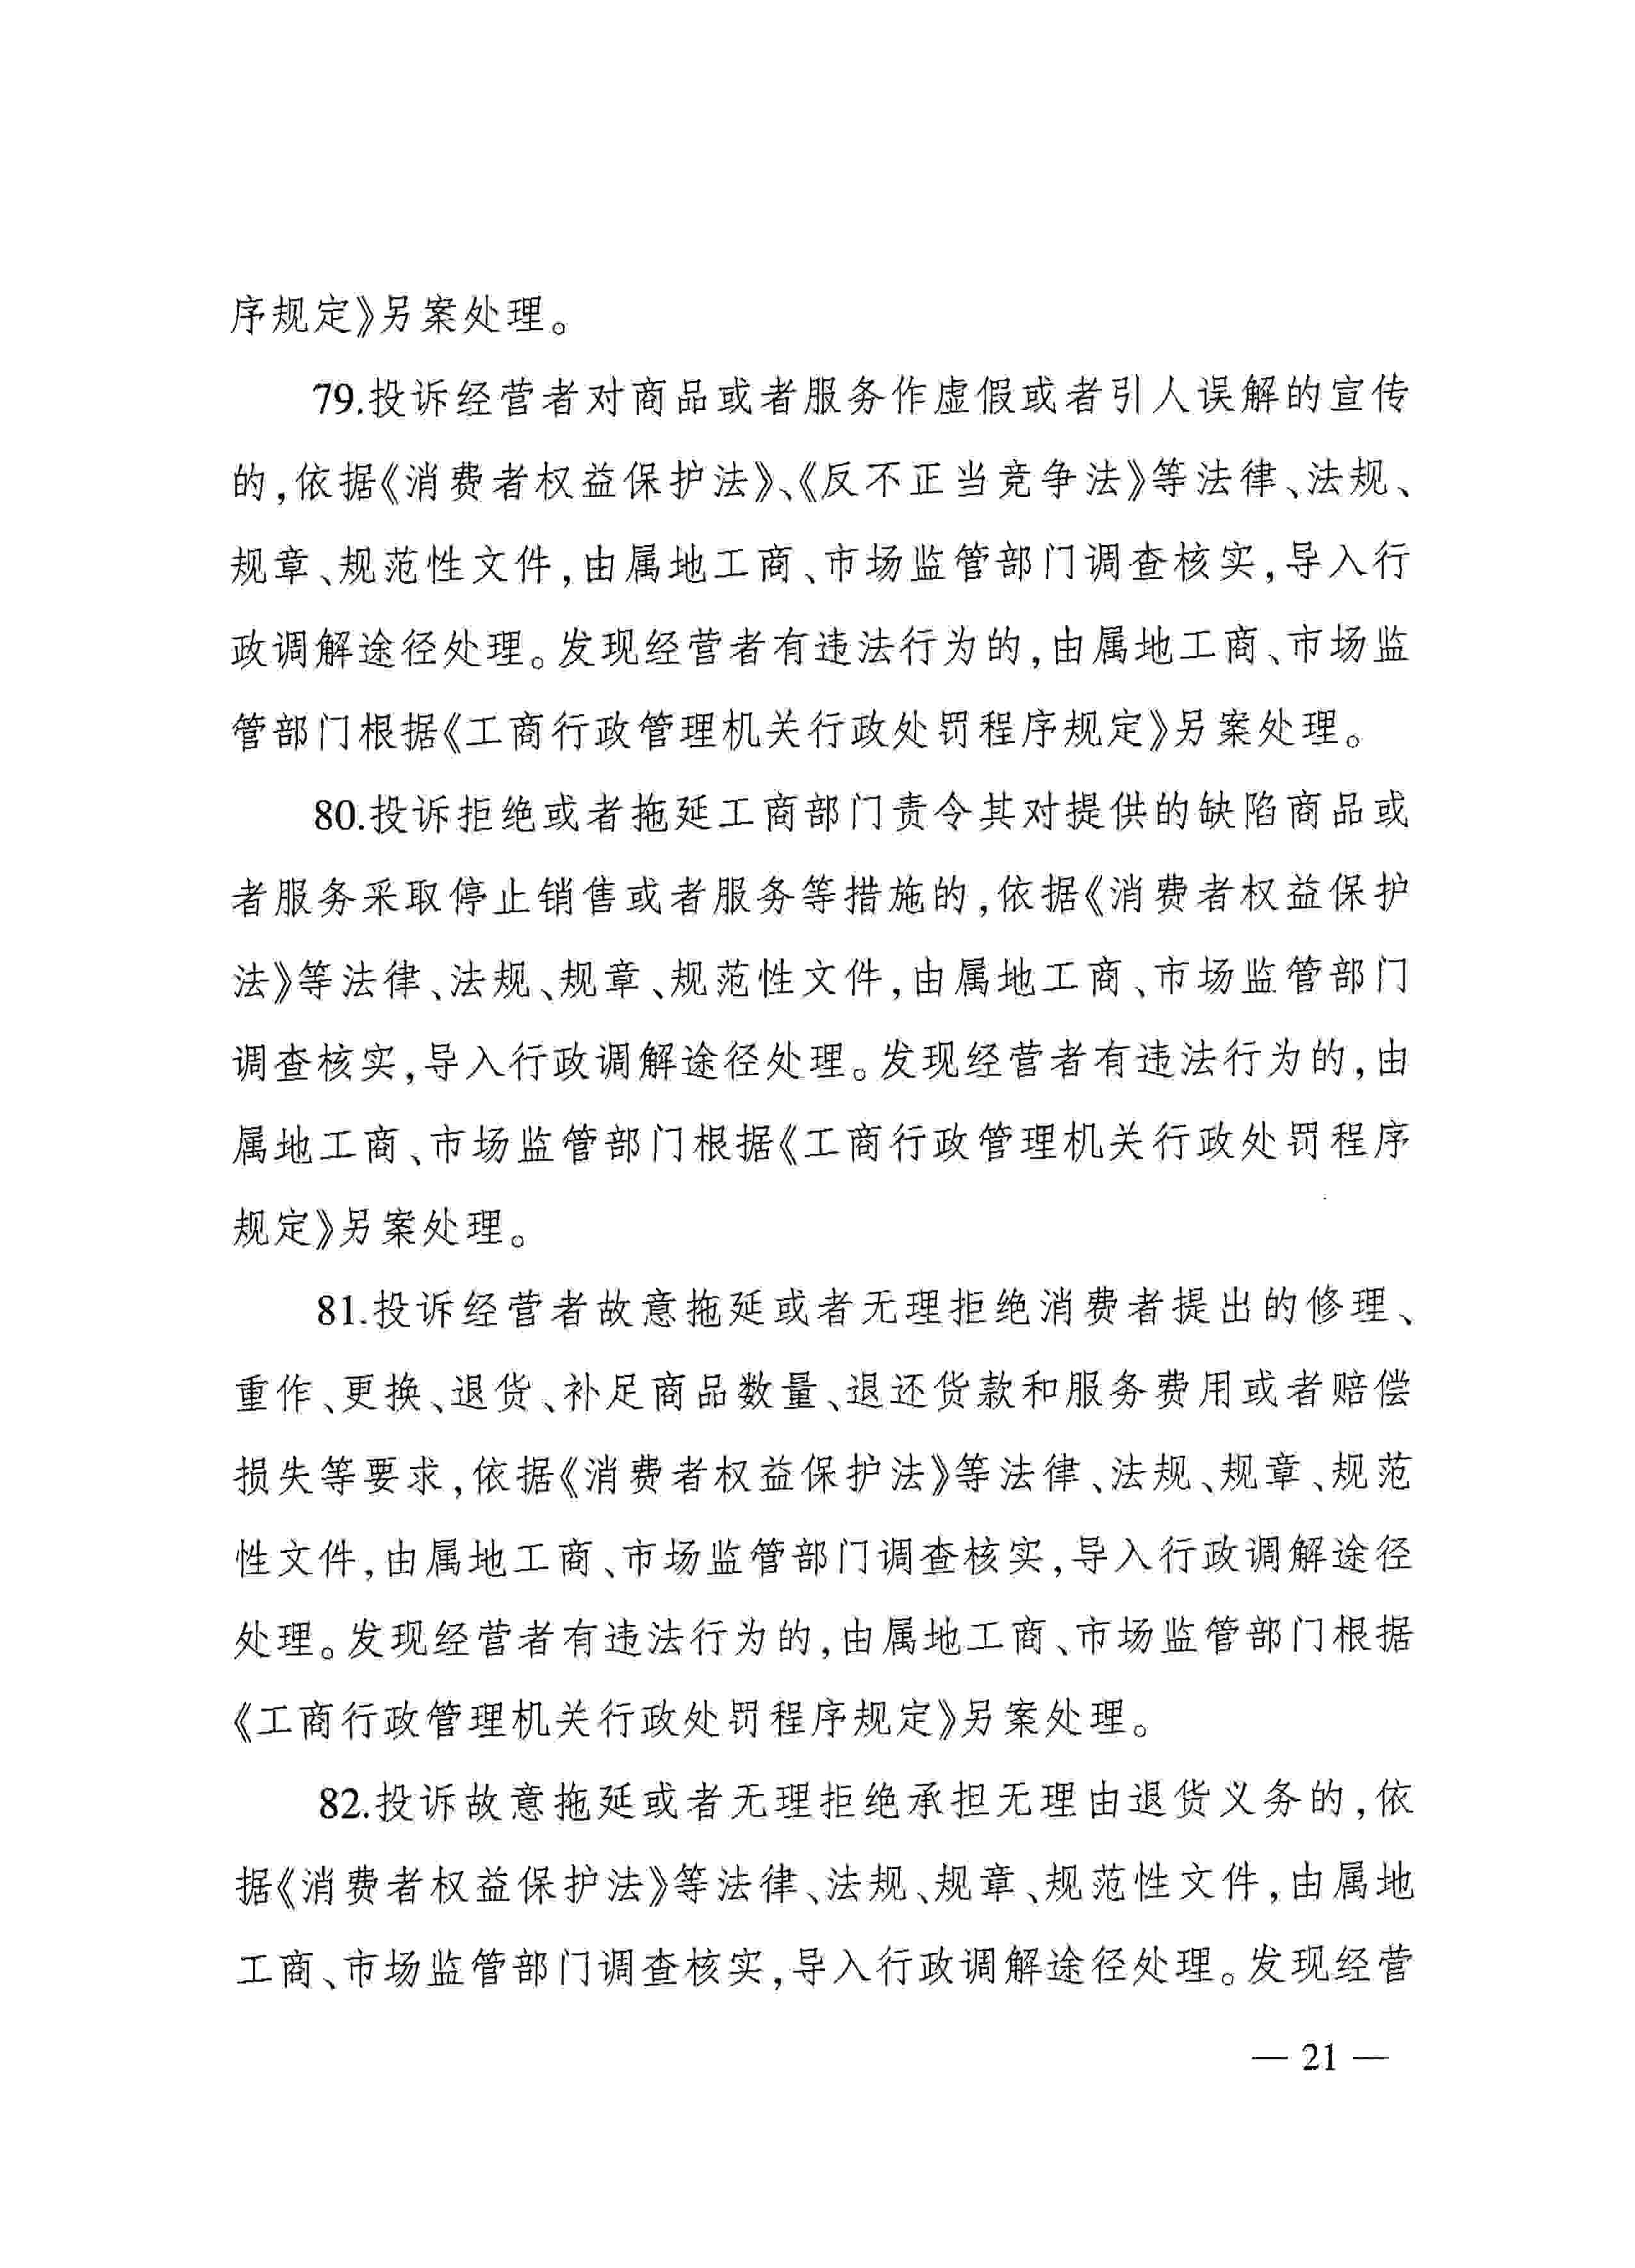 序规定》另案处理。
79.投诉经营者对商品或者服务作虚假或者引人误解的宣传
的,依据《消费者权益保护法》、《反不正当竞争法》等法律、法规、
规章、规范性文件,由属地工商、市场监管部门调查核实,导入行
政调解途径处理。发现经营者有违法行为的,由属地工商、市场监
管部门根据《工商行政管理机关行政处罚程序规定》另案处理。
80.投诉拒绝或者拖延工商部门责令其对提供的缺陷商品或
者服务采取停止销售或者服务等措施的,依据《消费者权益保护
法》等法律、法规、规章、规范性文件,由属地工商、市场监管部门
调查核实,导入行政调解途径处理。发现经营者有违法行为的,由
属地工商、市场监管部门根据《工商行政管理机关行政处罚程序
规定》另案处理。
81.投诉经营者故意拖延或者无理拒绝消费者提出的修理、
重作、更换、退货、补足商品数量、退还货款和服务费用或者赔偿
损失等要求,依据《消费者权益保护法》等法律、法规、规章、规范
性文件,由属地工商、市场监管部门调查核实,导入行政调解途径
处理。发现经营者有违法行为的,由属地工商、市场监管部门根据
《工商行政管理机关行政处罚程序规定》另案处理。
82.投诉故意拖延或者无理拒绝承担无理由退货义务的,依
据《消费者权益保护法》等法律、法规、规章、规范性文件,由属地
工商、市场监管部门调查核实,导入行政调解途径处理。发现经营
— 21 —